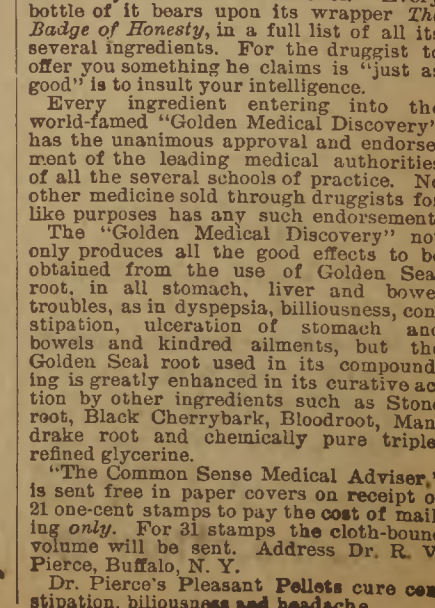 bottle of it bears upon its wrapper The
Badge of Honesty, in a full list of all its
several ingredients. For the druggist to
offer you something he claims is "just as
good" is to insult your intelligence.
Every ingredient entering into the
world-famed "Golden Medical Discovery"
has the unanimous approval and endorse
ment of the leading medical authorities
of all the several schools of practice. No
other medicine sold through druggists for
like purposes has any such endorsement
The "Golden Medical Discovery" not
only produces all the good effects to be
obtained from the use of Golden Seal
root, in all stomach, liver and bowel
troubles, as in dyspepsia, billiousness, con
stipation, ulceration of stomach and
bowels and kindred ailments, but the
Golden Seal root used in its compound
ing is greatly enhanced in its curative ac
tion by other ingredients such as Stone
root, Black Cherrybark, Bloodroot, Man
drake root and chemically pure triple
refined glycerine.
"The Common Sense Medical Adviser,"
is sent free in paper covers on receipt of
21 one-cent stamps to pay the cost of mail
ing only. For 31 stamps the cloth-bound
volume will be sent. Address Dr. R. V.
Pierce, Buffalo, N. Y.
Dr. Pierce's Pleasant Pellets cure con
stipation, biliousness and headache